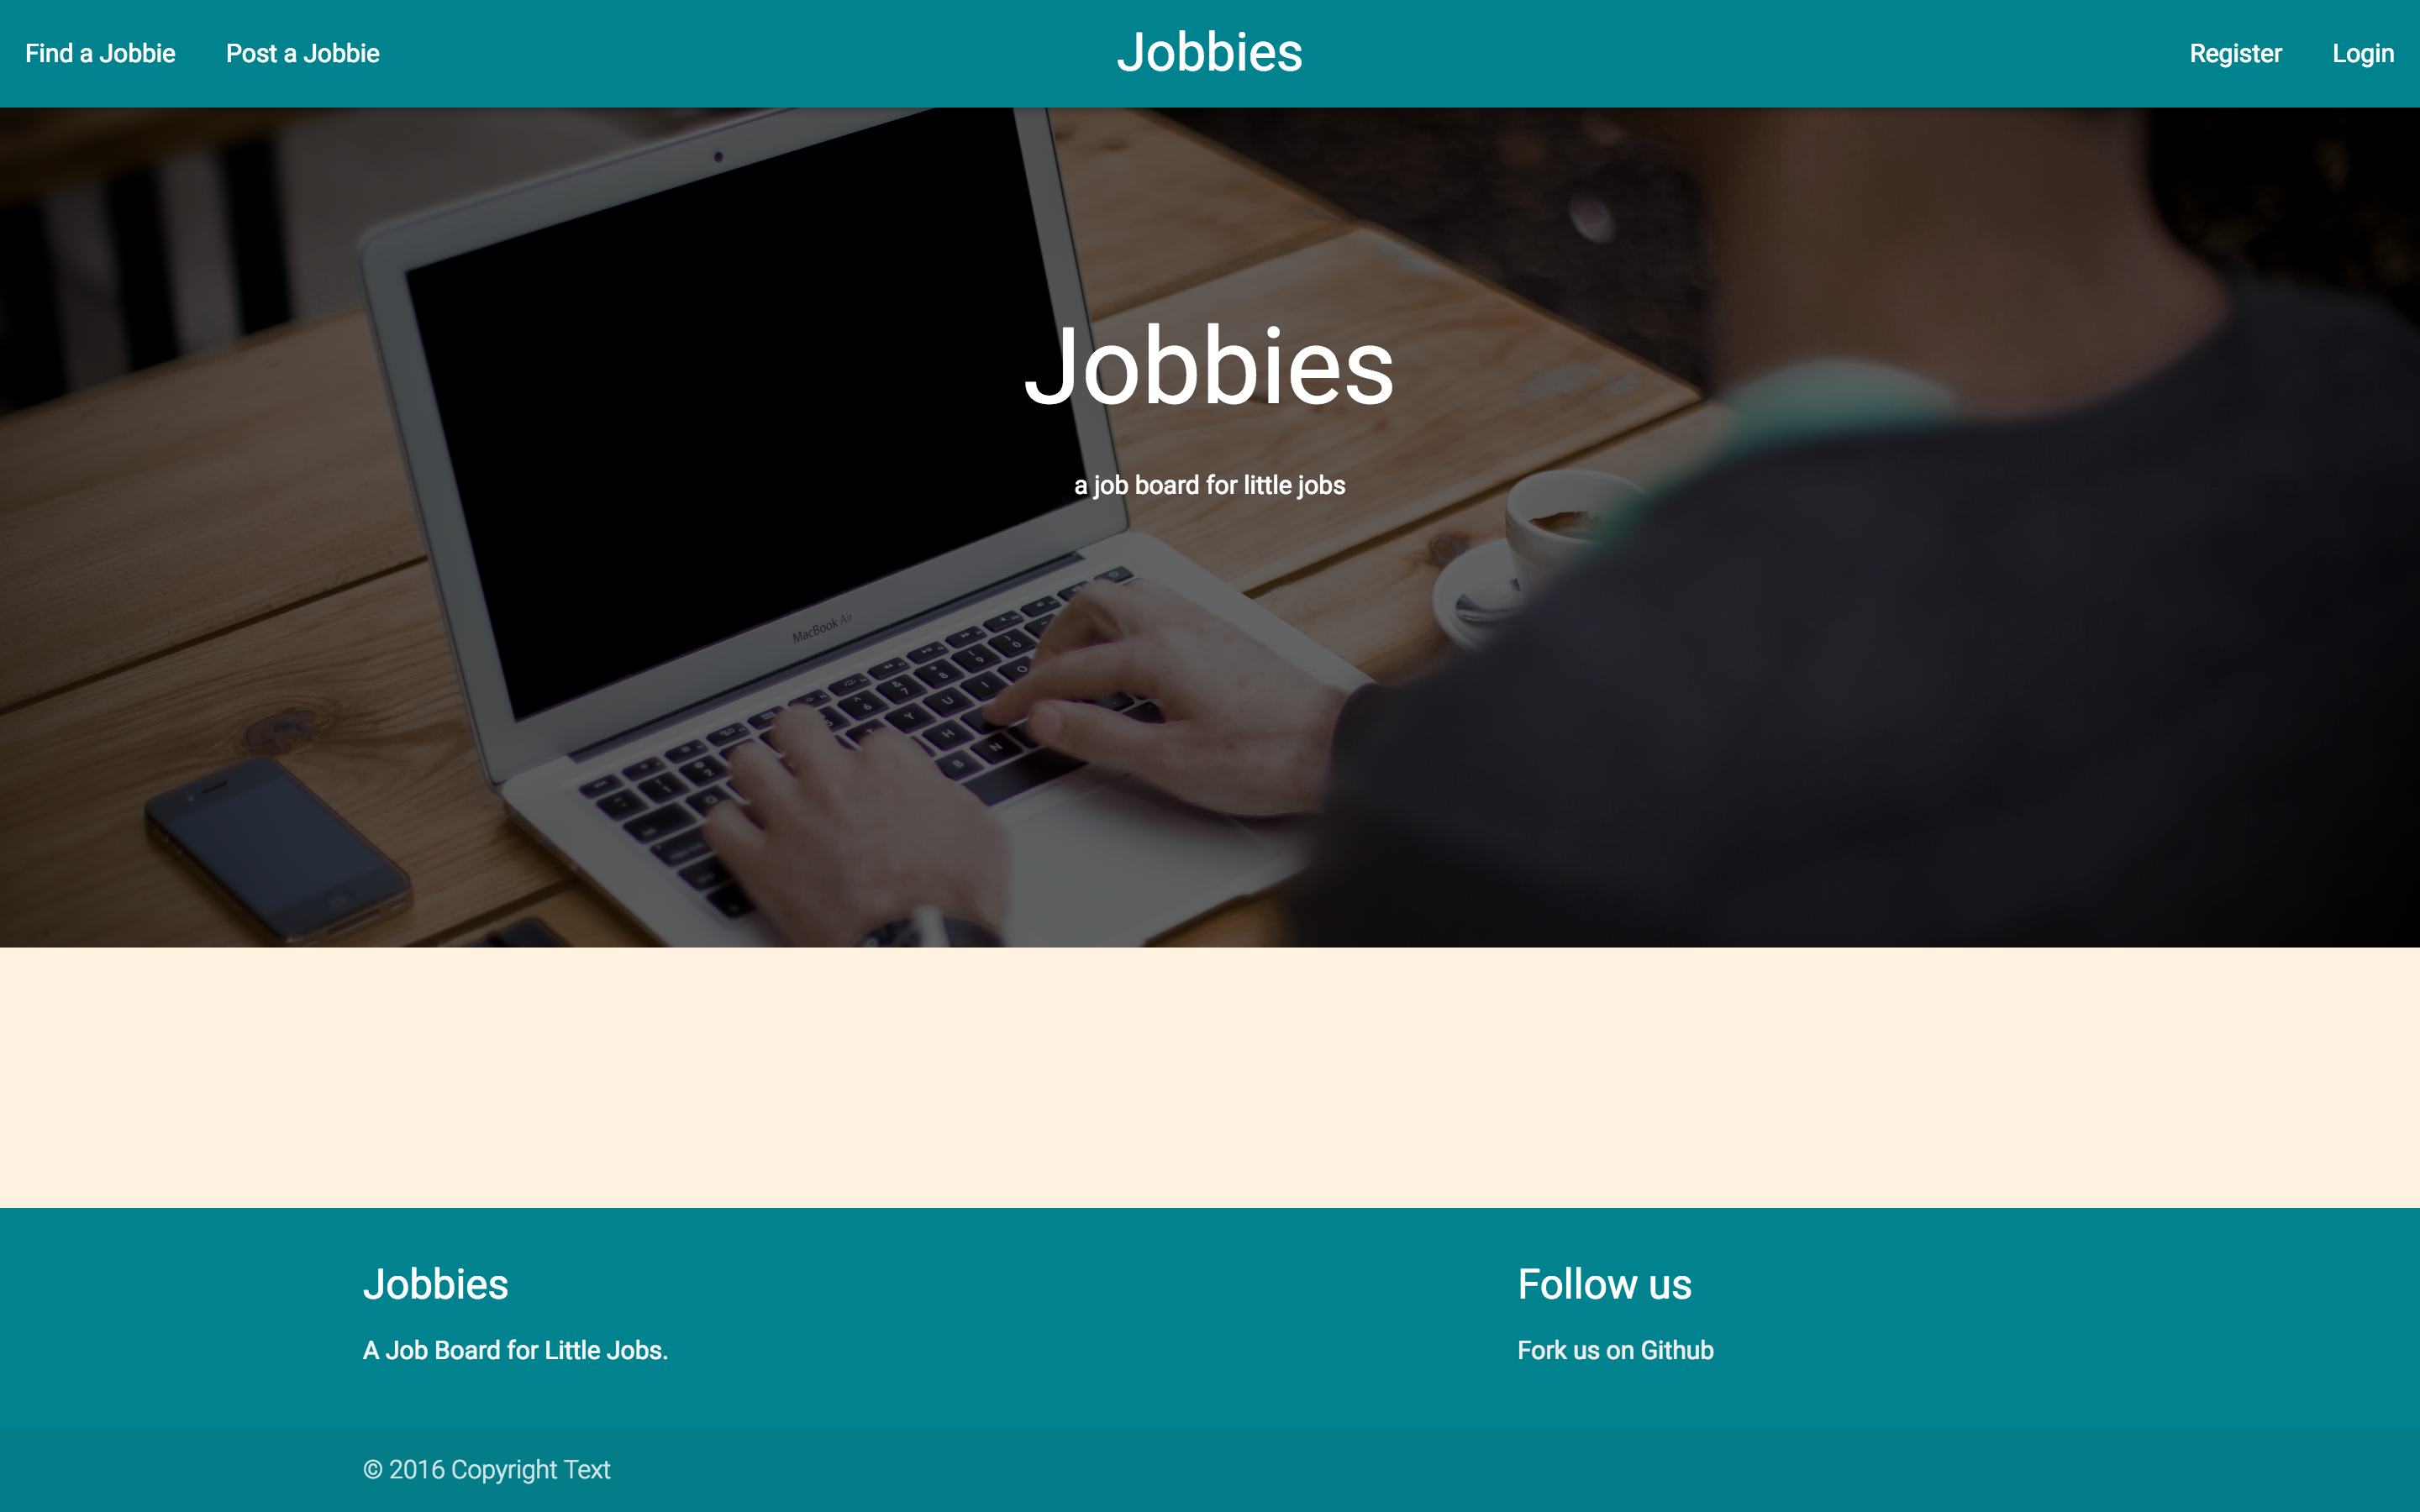 Find a Jobbie Post a Jobbie Jobbies Register Login
Jobbies
a job board for little jobs
MacBook Air
Jobbies
Follow us
A Job Board for Little Jobs.
Fork us on Github
© 2016 Copyright Text